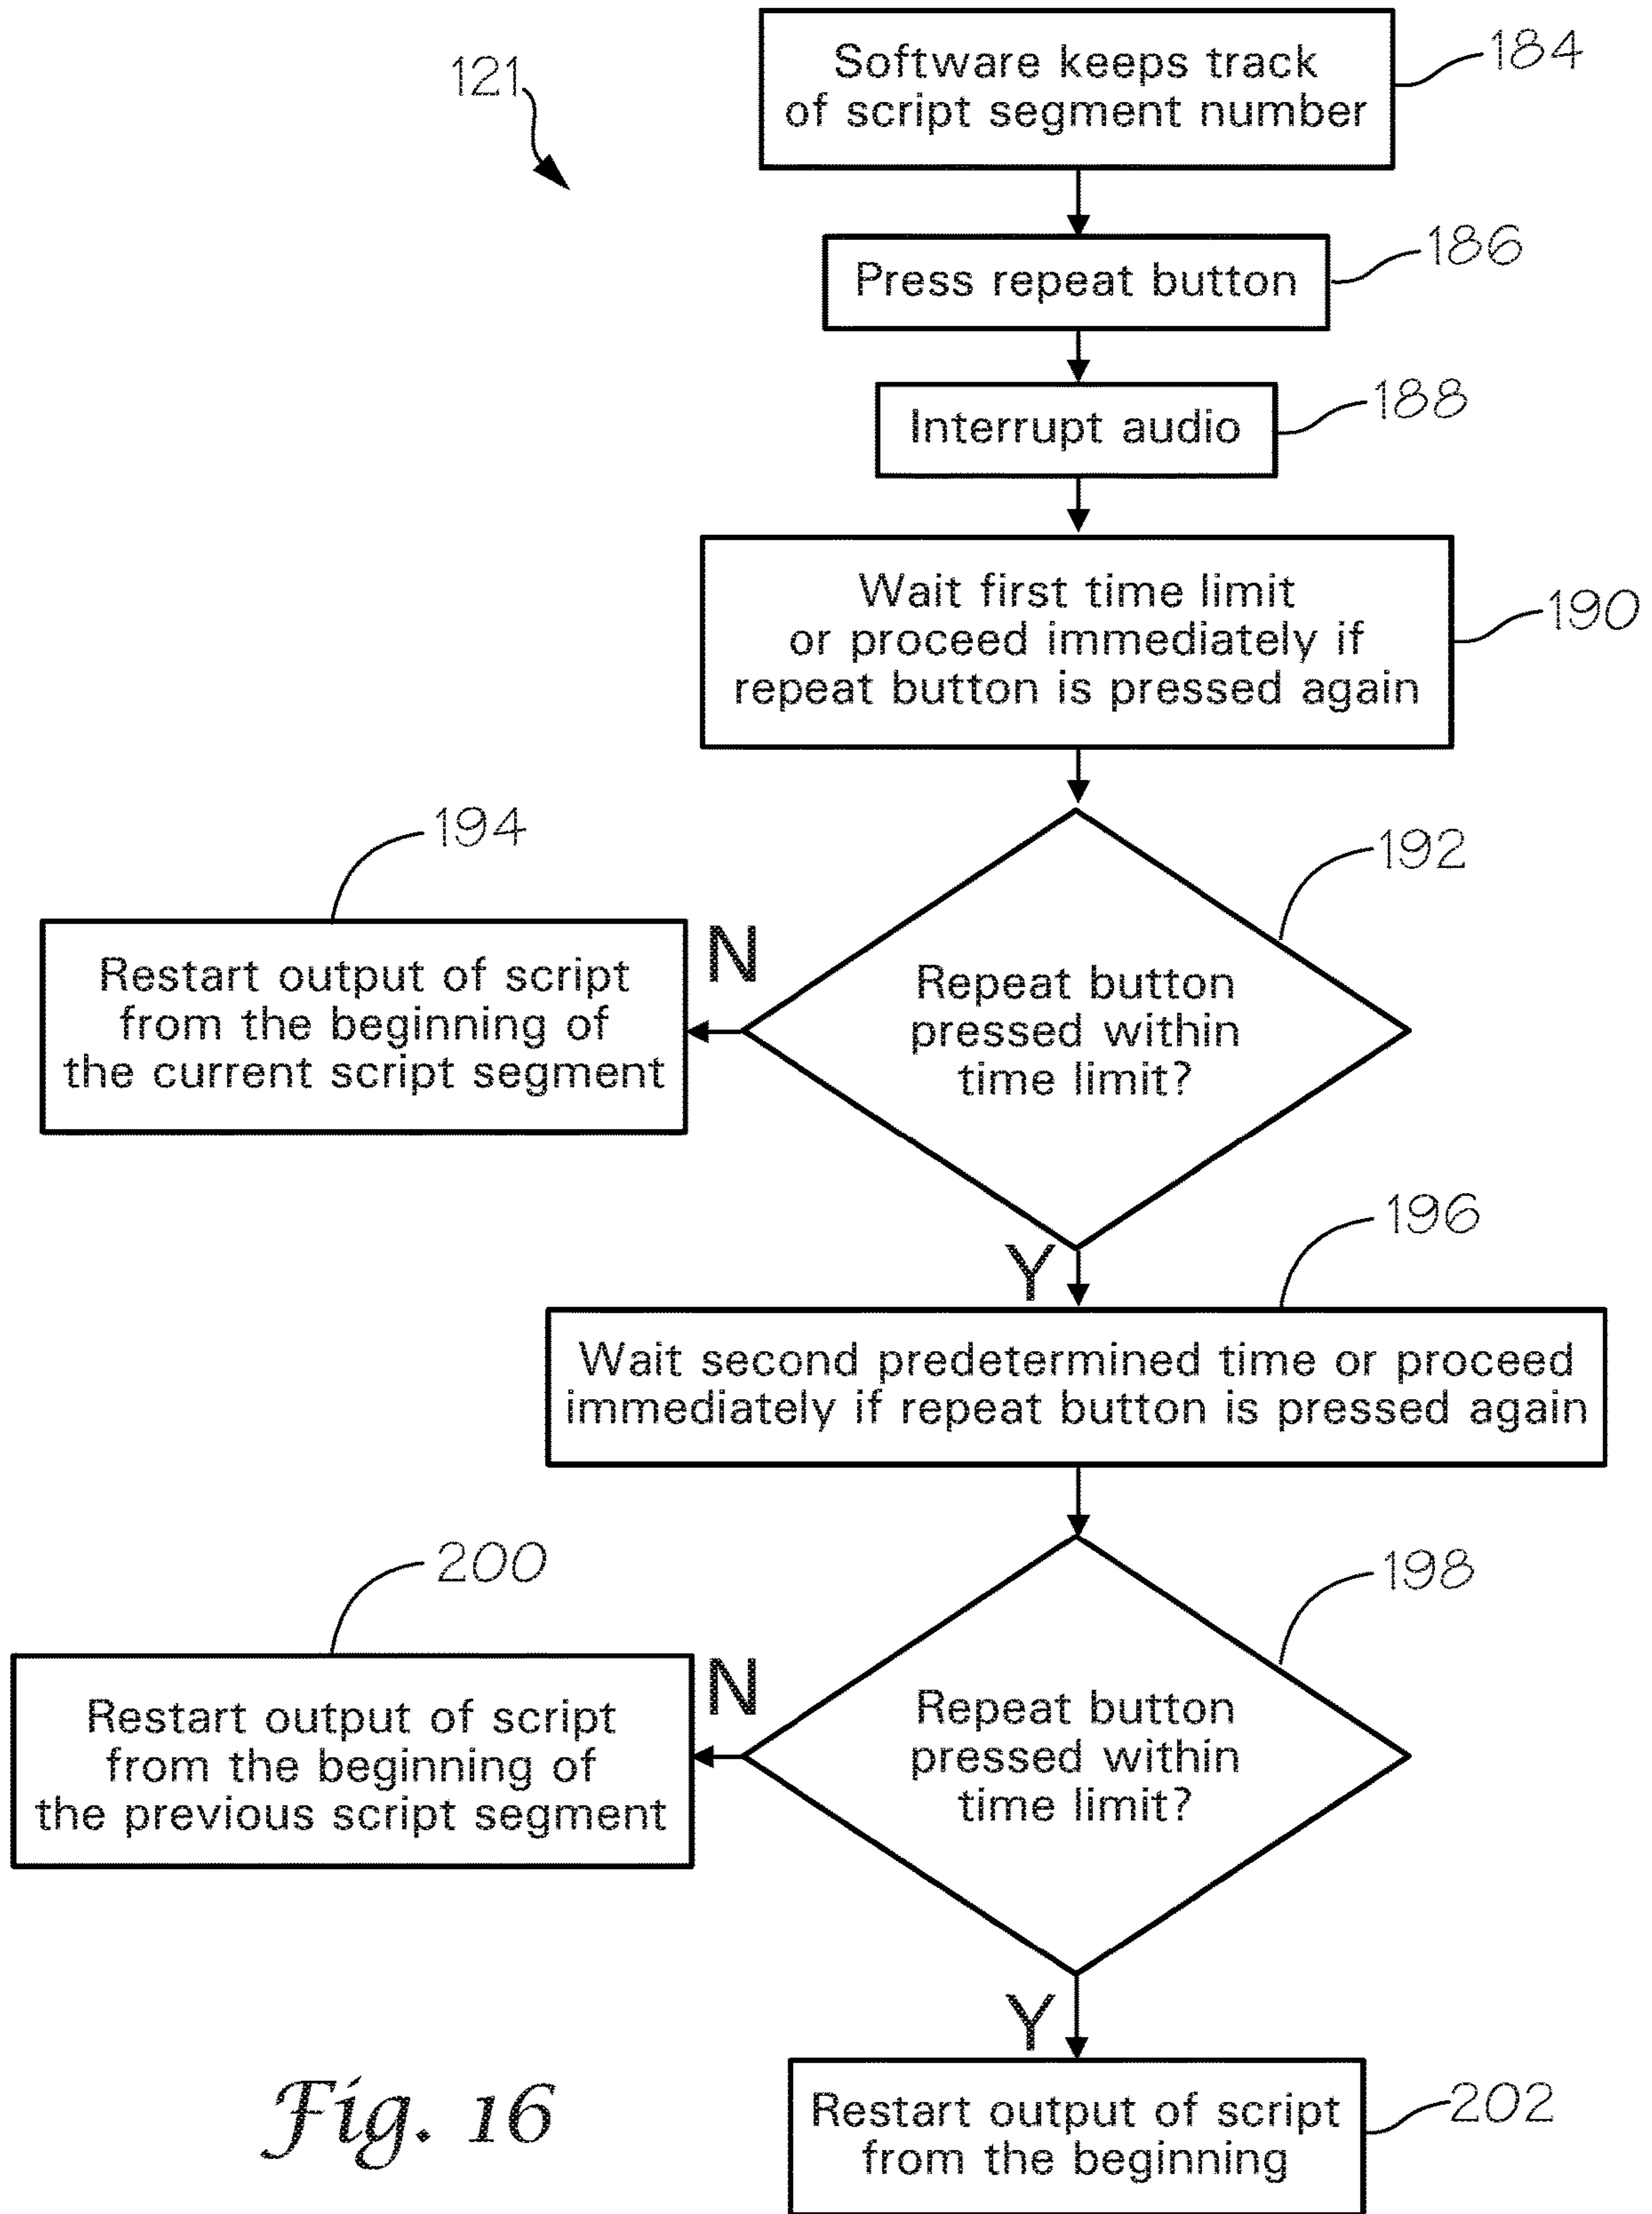 121
Software keeps track
of script segment number
184
Press repeat button
186
Interrupt audio
188
Wait first time limit
or proceed immediately if
repeat button is pressed again
190
192
Repeat button
pressed within
time limit?
N
194
Restart output of script
from the beginning of
the current script segment
Y
196
Wait second predetermined time or proceed
immediately if repeat button is pressed again
198
Repeat button
pressed within
time limit?
N
200
Restart output of script
from the beginning of
the previous script segment
Y
Restart output of script
from the beginning
202
Fig. 16